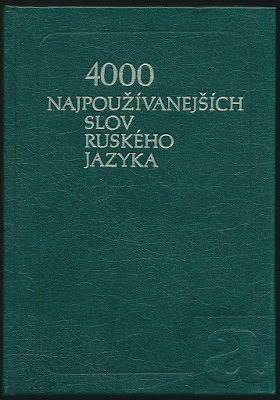 4000
NAJPOUŽÍVANEJŠÍCH
SLOV
RUSKÉHO
JAZYKA
a